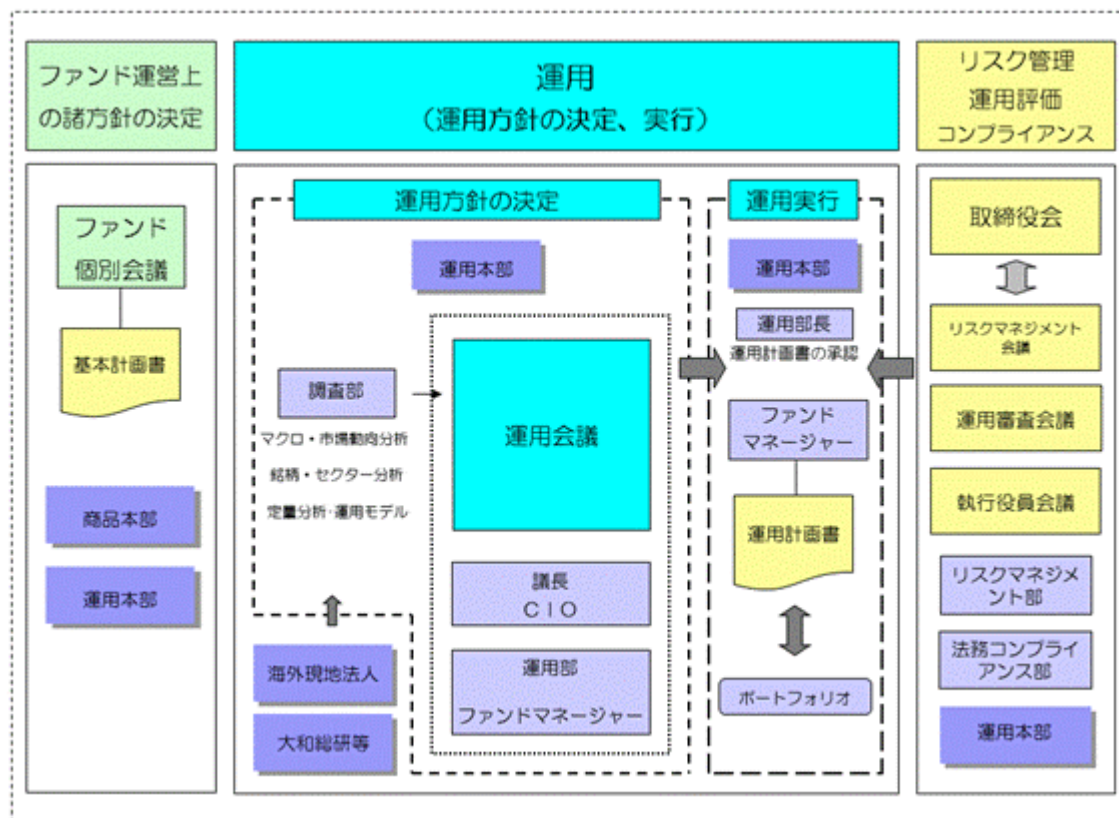 ファンド運営上
の諸方針の決定
運用
（運用方針の決定、実行）
リスク管理
運用評価
コンプライアンス
ファンド
個別会議
基本計画書
商品本部
運用本部
運用方針の決定
運用本部
調査部
マクロ・市場動向分析
銘柄・セクター分析
定量分析・運用モデル
海外現地法人
大和総研等
運用会議
議長
ＣＩＯ
運用部
ファンドマネージャー
運用実行
運用本部
運用部長
運用計画書の承認
ファンド
マネージャー
運用計画書
ポートフォリオ
取締役会
リスクマネジメント
会議
運用審査会議
執行役員会議
リスクマネジメ
ント部
法務コンプライ
アンス部
運用本部